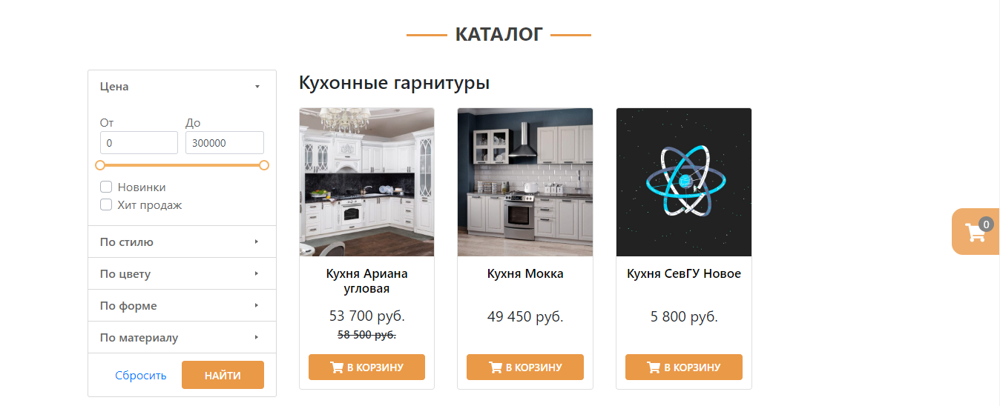 КАТАЛОГ
Цена
От
До
0
300000
Новинки
Хит продаж
По стилю
По цвету
По форме
По материалу
Сбросить
НАЙТИ
Кухонные гарнитуры
Кухня Ариана
угловая
53 700 руб.
58 500 руб.
В КОРЗИНУ
Кухня Мокка
49 450 руб.
В КОРЗИНУ
Кухня СевГУ Новое
5 800 руб.
В КОРЗИНУ
0